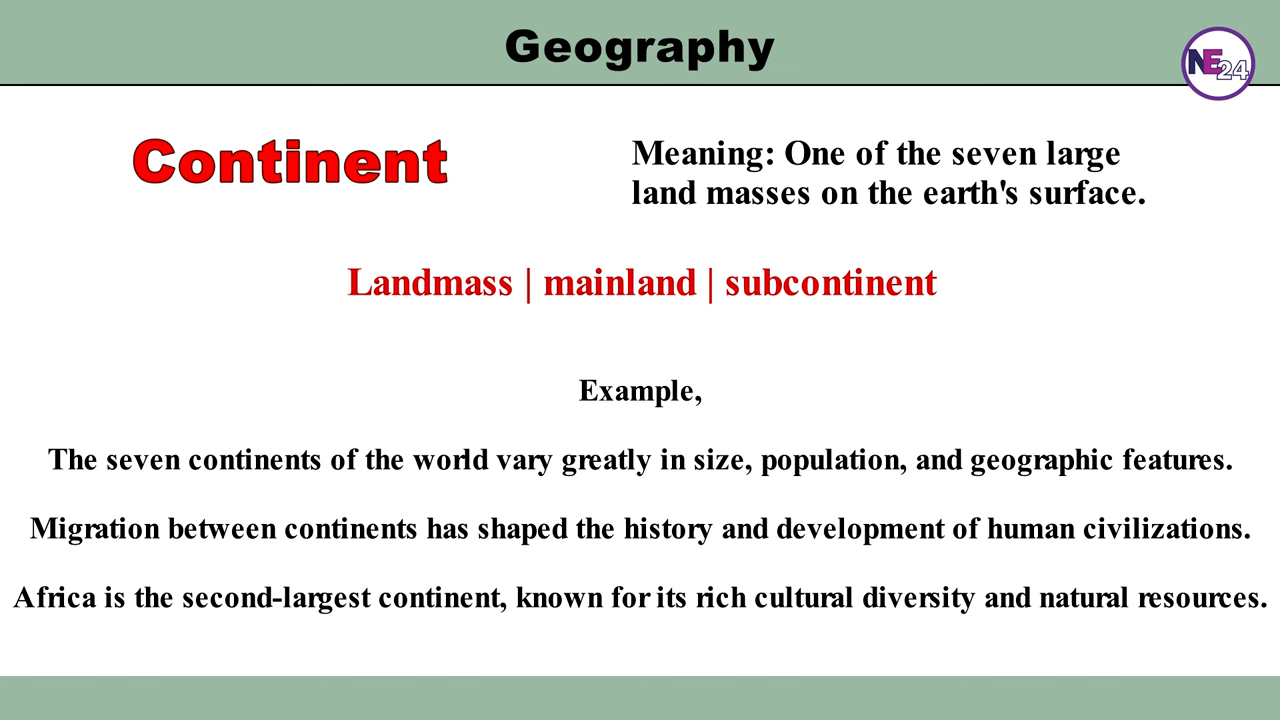 Geography
NE24
Continent
Meaning: One of the seven large
land masses on the earth's surface.
Landmass | mainland | subcontinent
Example,
The seven continents of the world vary greatly in size, population, and geographic features.
Migration between continents has shaped the history and development of human civilizations.
Africa is the second-largest continent, known for its rich cultural diversity and natural resources.